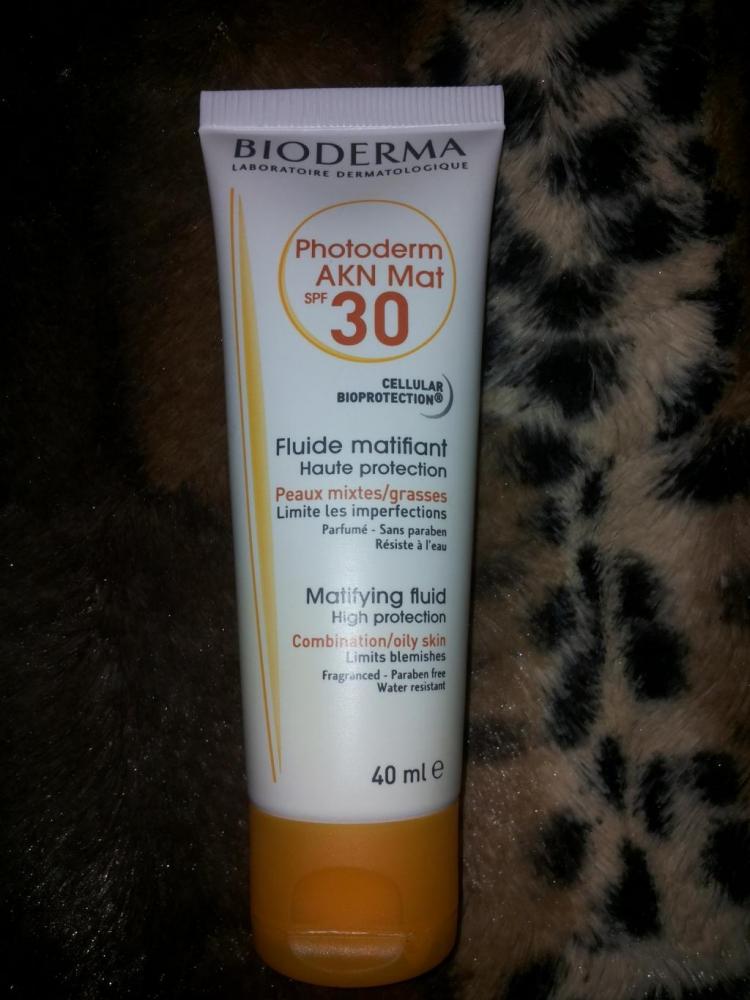 BIODERMA
LABORATOIRE DERMATOLOGIQUE
Photoderm
AKN Mat
SPF 30
CELLULAR
BIOPROTECTION®
Fluide matifiant
Haute protection
Peaux mixtes/grasses
Limite les imperfections
Parfumé - Sans paraben
Résiste à l'eau
Matifying fluid
High protection
Combination/oily skin
Limits blemishes
Fragranced - Paraben free
Water resistant
40 ml e